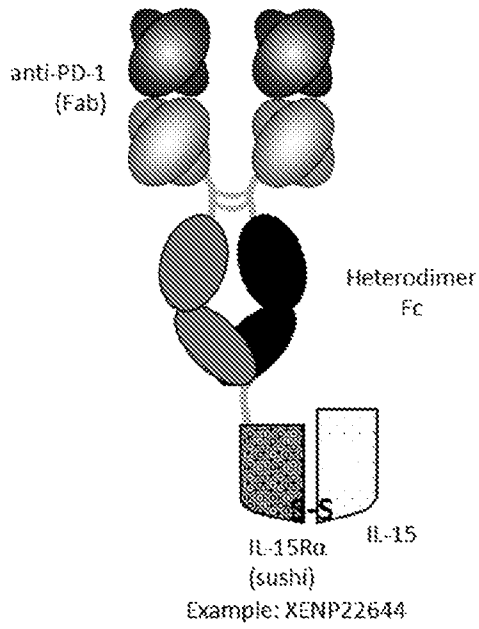 anti-PD-1
(Fab)
Heterodimer
Fc
S-S
IL-15
IL-15Rα
(sushi)
Example: XENP22644